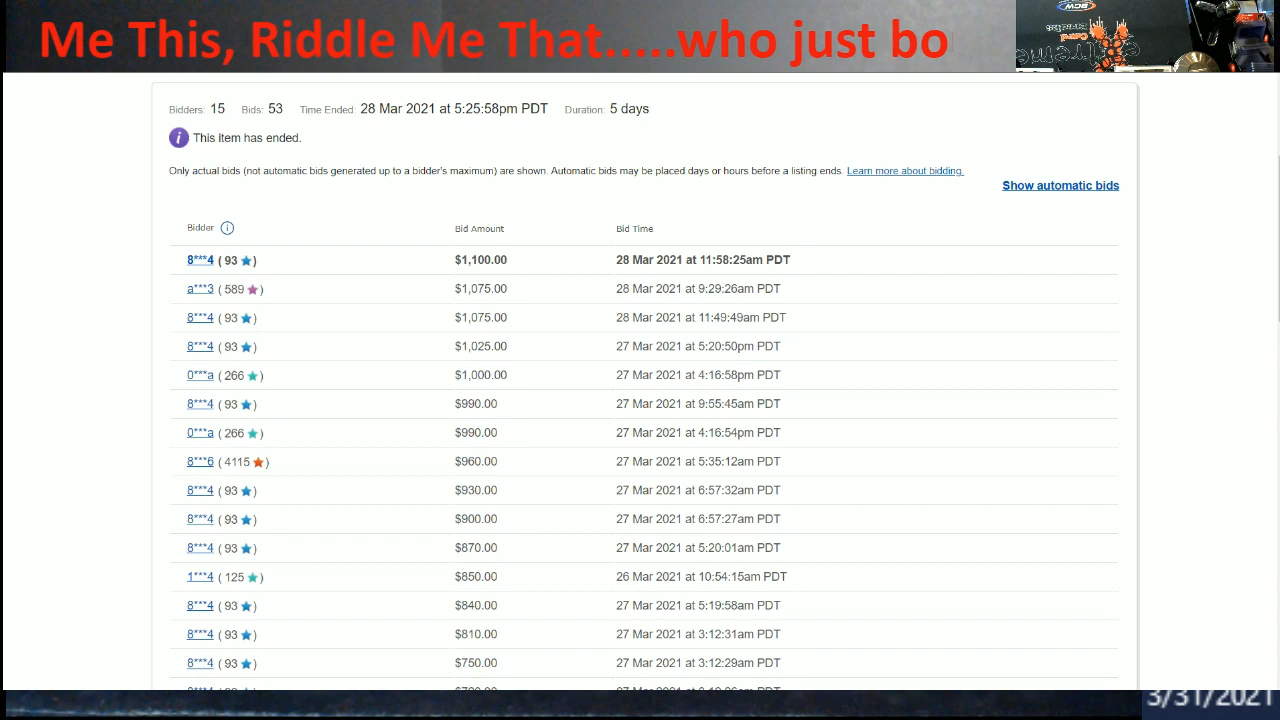 Me This, Riddle Me That.....who just bo
Bidders: 15 Bids: 53 Time Ended: 28 Mar 2021 at 5:25:58pm PDT Duration: 5 days
i This item has ended.
Only actual bids (not automatic bids generated up to a bidder's maximum) are shown. Automatic bids may be placed days or hours before a listing ends. Learn more about bidding.
Show automatic bids
Bidder i Bid Amount Bid Time
8***4 ( 93 ) $1,100.00 28 Mar 2021 at 11:58:25am PDT
a***3 ( 589 ) $1,075.00 28 Mar 2021 at 9:29:26am PDT
8***4 ( 93 ) $1,075.00 28 Mar 2021 at 11:49:49am PDT
8***4 ( 93 ) $1,025.00 27 Mar 2021 at 5:20:50pm PDT
0***a ( 266 ) $1,000.00 27 Mar 2021 at 4:16:58pm PDT
8***4 ( 93 ) $990.00 27 Mar 2021 at 9:55:45am PDT
0***a ( 266 ) $990.00 27 Mar 2021 at 4:16:54pm PDT
8***6 ( 4115 ) $960.00 27 Mar 2021 at 5:35:12am PDT
8***4 ( 93 ) $930.00 27 Mar 2021 at 6:57:32am PDT
8***4 ( 93 ) $900.00 27 Mar 2021 at 6:57:27am PDT
8***4 ( 93 ) $870.00 27 Mar 2021 at 5:20:01am PDT
1***4 ( 125 ) $850.00 26 Mar 2021 at 10:54:15am PDT
8***4 ( 93 ) $840.00 27 Mar 2021 at 5:19:58am PDT
8***4 ( 93 ) $810.00 27 Mar 2021 at 3:12:31am PDT
8***4 ( 93 ) $750.00 27 Mar 2021 at 3:12:29am PDT
3/31/2021